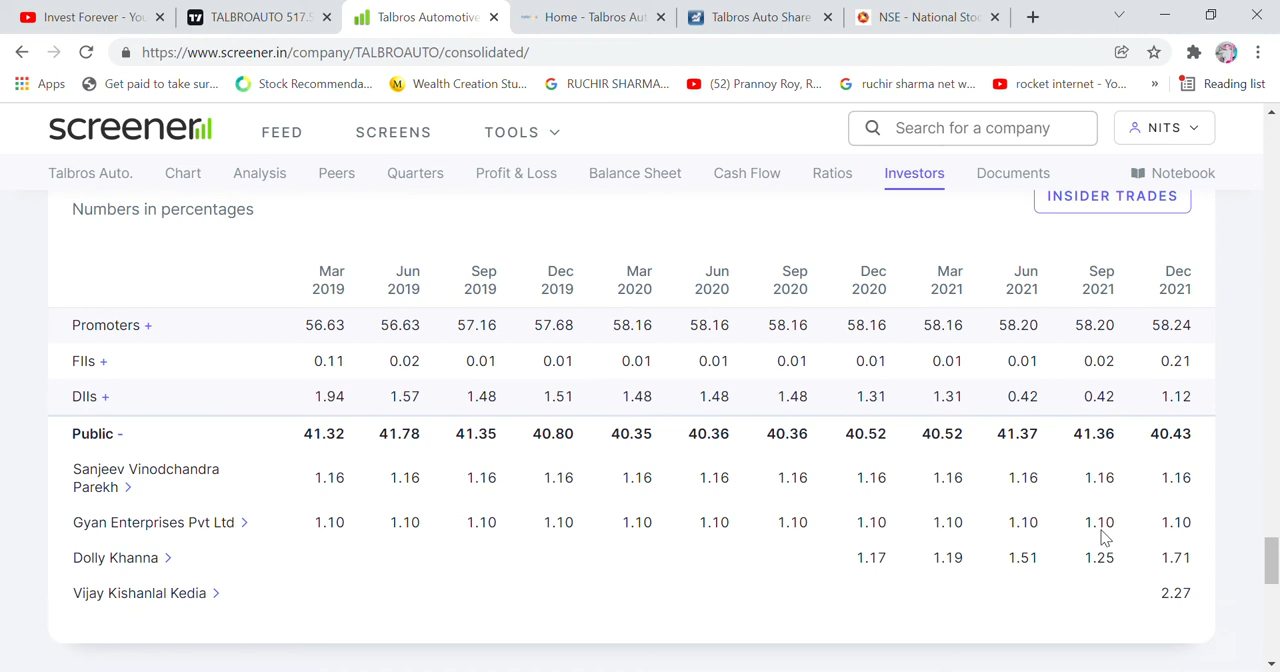 Invest Forever - You
TALBROAUTO 517.5
Talbros Automotive
Home - Talbros Aut
Talbros Auto Share
NSE - National Stoc
https://www.screener.in/company/TALBROAUTO/consolidated/
Apps
Get paid to take sur...
Stock Recommenda...
Wealth Creation Stu...
RUCHIR SHARMA...
(52) Prannoy Roy, R...
ruchir sharma net w...
rocket internet - Yo...
»
Reading list
screener
FEED
SCREENS
TOOLS
Search for a company
NITS
Talbros Auto.
Chart
Analysis
Peers
Quarters
Profit & Loss
Balance Sheet
Cash Flow
Ratios
Investors
Documents
Notebook
Numbers in percentages
INSIDER TRADES
Mar Jun Sep Dec Mar Jun Sep Dec Mar Jun Sep Dec
2019 2019 2019 2019 2020 2020 2020 2020 2021 2021 2021 2021
Promoters + 56.63 56.63 57.16 57.68 58.16 58.16 58.16 58.16 58.16 58.20 58.20 58.24
FIIs + 0.11 0.02 0.01 0.01 0.01 0.01 0.01 0.01 0.01 0.01 0.02 0.21
DIIs + 1.94 1.57 1.48 1.51 1.48 1.48 1.48 1.31 1.31 0.42 0.42 1.12
Public - 41.32 41.78 41.35 40.80 40.35 40.36 40.36 40.52 40.52 41.37 41.36 40.43
Sanjeev Vinodchandra
Parekh > 1.16 1.16 1.16 1.16 1.16 1.16 1.16 1.16 1.16 1.16 1.16 1.16
Gyan Enterprises Pvt Ltd > 1.10 1.10 1.10 1.10 1.10 1.10 1.10 1.10 1.10 1.10 1.10 1.10
Dolly Khanna > 1.17 1.19 1.51 1.25 1.71
Vijay Kishanlal Kedia > 2.27